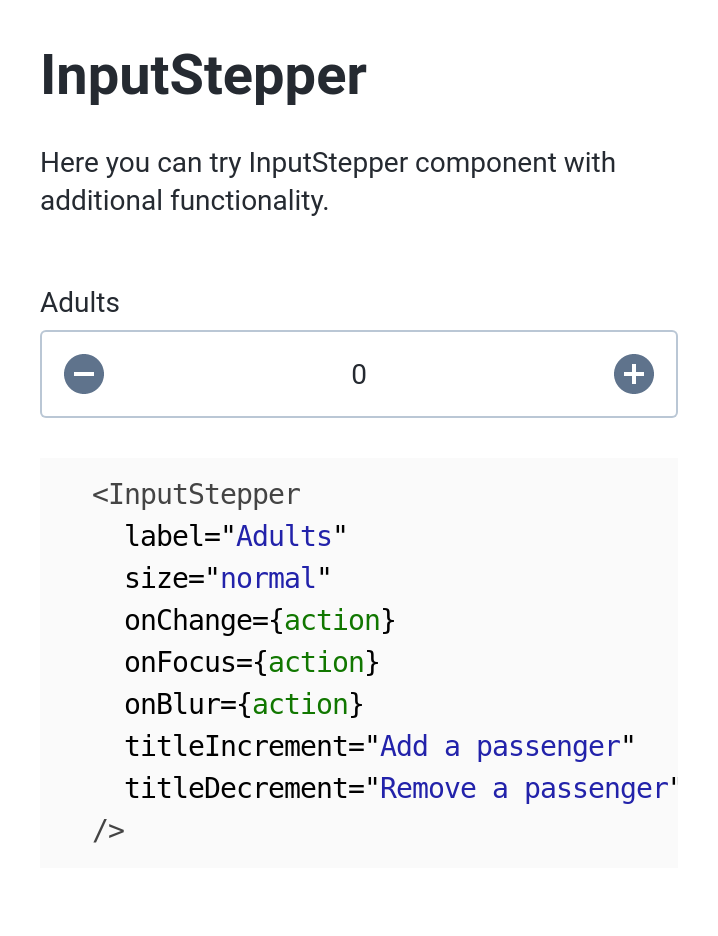 InputStepper
Here you can try InputStepper component with
additional functionality.
Adults
0
<InputStepper
label="Adults"
size="normal"
onChange={action}
onFocus={action}
onBlur={action}
titleIncrement="Add a passenger"
titleDecrement="Remove a passenger"
/>